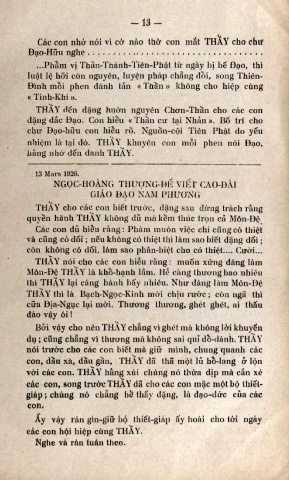 — 13 —
Các con nhớ nói vì cớ nào thờ con mắt THẦY cho chư
Đạo-Hữu nghe
...Phẩm vị Thần-Thánh-Tiên-Phật từ ngày bị bế Đạo, thì
luật lệ hỡi còn nguyên, luyện pháp chẳng đổi, song Thiên-
Đình mỗi phen đánh tản «Thần» không cho hiệp cùng
«Tinh-Khí».
THẦY đến đặng huờn nguyên Chơn-Thần cho các con
đặng đắc Đạo. Con hiểu «Thần cư tại Nhản». Bố trí cho
chư Đạo-hữu con hiểu rõ. Nguồn-cội Tiên Phật do yếu
nhiệm là tại đó. THẦY khuyên con mỗi phen nói Đạo,
hằng nhớ đến danh THẦY.
13 Mars 1926.
NGỌC-HOÀNG THƯỢNG-ĐẾ VIẾT CAO-ĐÀI
GIÁO ĐẠO NAM PHƯƠNG
THẦY cho các con biết trước, đặng sau đừng trách rằng
quyền hành THẦY không đủ mà kềm thúc trọn cả Môn-Đệ.
Các con đủ hiểu rằng: Phàm muôn việc chi cũng có thiệt
và cũng có dối; nếu không có thiệt thì làm sao biết đặng dối;
còn không có dối, làm sao phân-biệt cho có thiệt.... Cười...
THẦY nói cho các con hiểu rằng: muốn xứng đáng làm
Môn-Đệ THẦY là khổ-hạnh lắm. Hể càng thương bao nhiêu
thì THẦY lại càng hành bấy nhiêu. Như đáng làm Môn-Đệ
THẦY thì là Bạch-Ngọc-Kinh mới chịu rước; còn ngã thì
cửa Địa-Ngục lại mời. Thương thương, ghét ghét, ai thấu
đáo vậy ôi!
Bởi vậy cho nên THẦY chẳng vì ghét mà không lời khuyến
dụ; cũng chẳng vì thương mà không sai quỉ dỗ-dành. THẦY
nói trước cho các con biết mà giữ mình, chung quanh các
con, dầu xa, dầu gần, THẦY đã thả một lủ hổ-lang ở lộn
với các con. THẦY hằng xúi chúng nó thừa dịp mà cắn xé
các con, song trước THẦY đã cho các con mặc một bộ thiết-
giáp; chúng nó chẳng hề thấy đặng, là đạo-đức của các
con.
Ấy vậy rán gìn-giữ bộ thiết-giáp ấy hoài cho tới ngày
các con hội hiệp cùng THẦY.
Nghe và rán tuân theo.